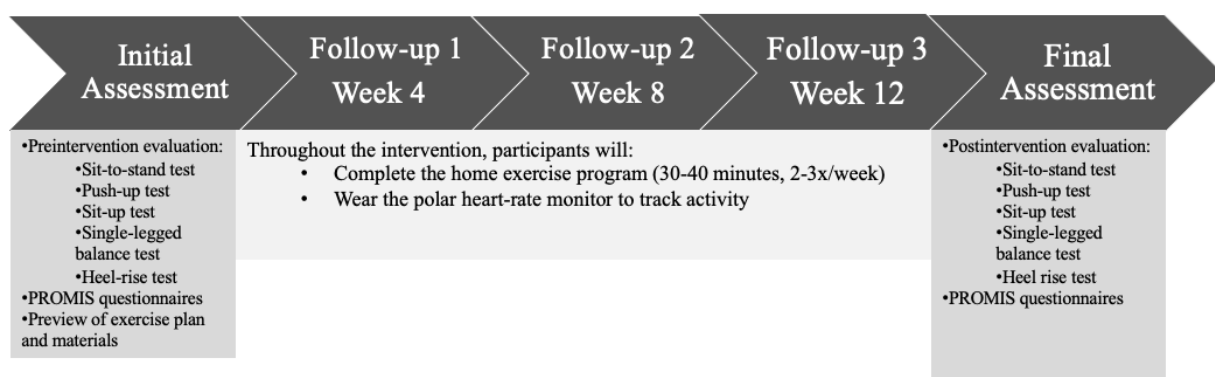 Initial
Assessment
Follow-up 1
Week 4
Follow-up 2
Week 8
Follow-up 3
Week 12
Final
Assessment
•Preintervention evaluation:
•Sit-to-stand test
•Push-up test
•Sit-up test
•Single-legged
balance test
•Heel-rise test
•PROMIS questionnaires
•Preview of exercise plan
and materials
Throughout the intervention, participants will:
• Complete the home exercise program (30-40 minutes, 2-3x/week)
• Wear the polar heart-rate monitor to track activity
•Postintervention evaluation:
•Sit-to-stand test
•Push-up test
•Sit-up test
•Single-legged
balance test
•Heel rise test
•PROMIS questionnaires